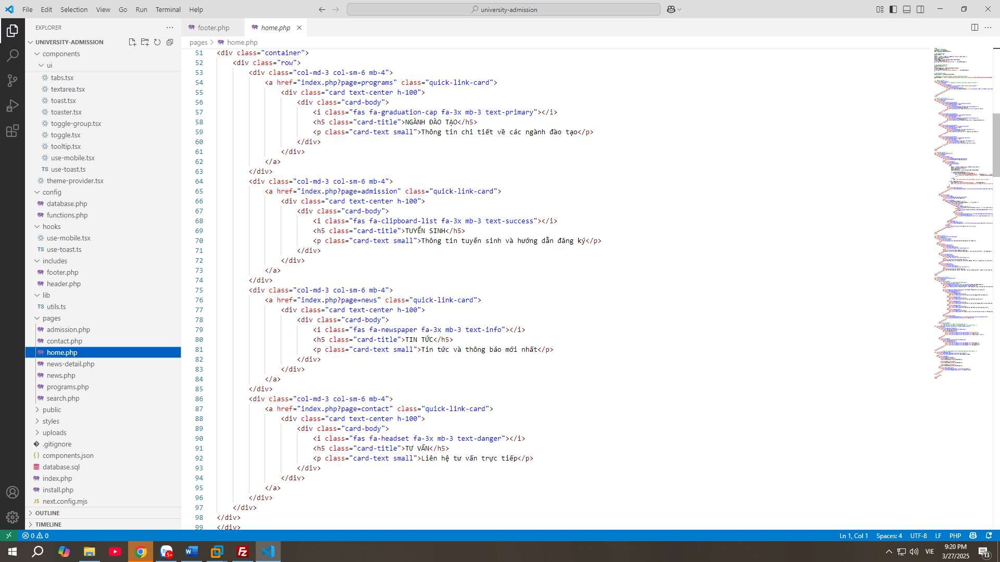 File Edit Selection View Go Run Terminal Help
university-admission
EXPLORER
footer.php
home.php
UNIVERSITY-ADMISSION
pages > home.php
components
ui
tabs.tsx
textarea.tsx
toast.tsx
toaster.tsx
toggle-group.tsx
toggle.tsx
tooltip.tsx
use-mobile.tsx
TS use-toast.ts
theme-provider.tsx
config
database.php
functions.php
hooks
use-mobile.tsx
TS use-toast.ts
includes
footer.php
header.php
lib
TS utils.ts
pages
admission.php
contact.php
home.php
news-detail.php
news.php
programs.php
search.php
public
styles
uploads
.gitignore
{} components.json
database.sql
index.php
install.php
JS next.config.mjs
OUTLINE
TIMELINE
51 <div class="container">
52 <div class="row">
53 <div class="col-md-3 col-sm-6 mb-4">
54 <a href="index.php?page=programs" class="quick-link-card">
55 <div class="card text-center h-100">
56 <div class="card-body">
57 <i class="fas fa-graduation-cap fa-3x mb-3 text-primary"></i>
58 <h5 class="card-title">NGÀNH ĐÀO TẠO</h5>
59 <p class="card-text small">Thông tin chi tiết về các ngành đào tạo</p>
60 </div>
61 </div>
62 </a>
63 </div>
64 <div class="col-md-3 col-sm-6 mb-4">
65 <a href="index.php?page=admission" class="quick-link-card">
66 <div class="card text-center h-100">
67 <div class="card-body">
68 <i class="fas fa-clipboard-list fa-3x mb-3 text-success"></i>
69 <h5 class="card-title">TUYỂN SINH</h5>
70 <p class="card-text small">Thông tin tuyển sinh và hướng dẫn đăng ký</p>
71 </div>
72 </div>
73 </a>
74 </div>
75 <div class="col-md-3 col-sm-6 mb-4">
76 <a href="index.php?page=news" class="quick-link-card">
77 <div class="card text-center h-100">
78 <div class="card-body">
79 <i class="fas fa-newspaper fa-3x mb-3 text-info"></i>
80 <h5 class="card-title">TIN TỨC</h5>
81 <p class="card-text small">Tin tức và thông báo mới nhất</p>
82 </div>
83 </div>
84 </a>
85 </div>
86 <div class="col-md-3 col-sm-6 mb-4">
87 <a href="index.php?page=contact" class="quick-link-card">
88 <div class="card text-center h-100">
89 <div class="card-body">
90 <i class="fas fa-headset fa-3x mb-3 text-danger"></i>
91 <h5 class="card-title">TƯ VẤN</h5>
92 <p class="card-text small">Liên hệ tư vấn trực tiếp</p>
93 </div>
94 </div>
95 </a>
96 </div>
97 </div>
98 </div>
99 </div>
0 0 Ln 1, Col 1 Spaces: 4 UTF-8 LF PHP
Zalo 5+ VIE 9:20 PM
3/27/2025 13